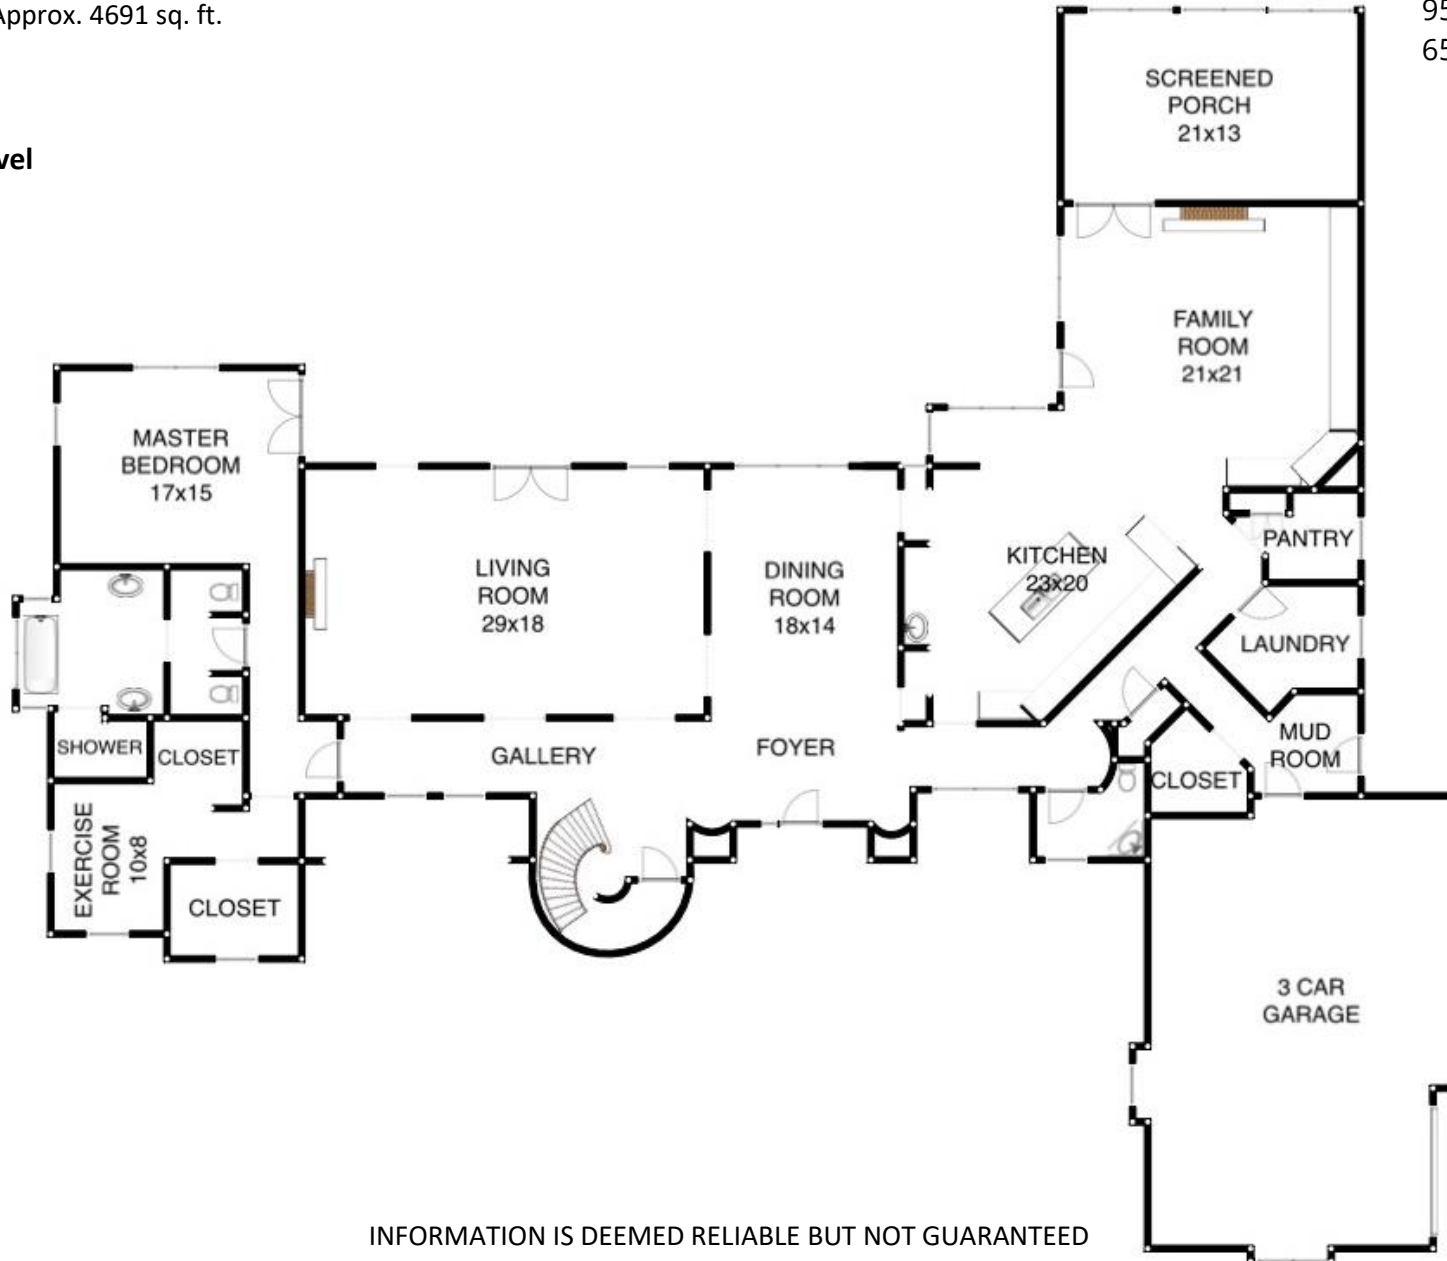 Approx. 4691 sq. ft.
95
65
vel
SCREENED
PORCH
21x13
FAMILY
ROOM
21x21
MASTER
BEDROOM
17x15
LIVING
ROOM
29x18
DINING
ROOM
18x14
KITCHEN
23x20
PANTRY
LAUNDRY
MUD
ROOM
SHOWER
CLOSET
GALLERY
FOYER
CLOSET
EXERCISE
ROOM
10x8
CLOSET
3 CAR
GARAGE
INFORMATION IS DEEMED RELIABLE BUT NOT GUARANTEED